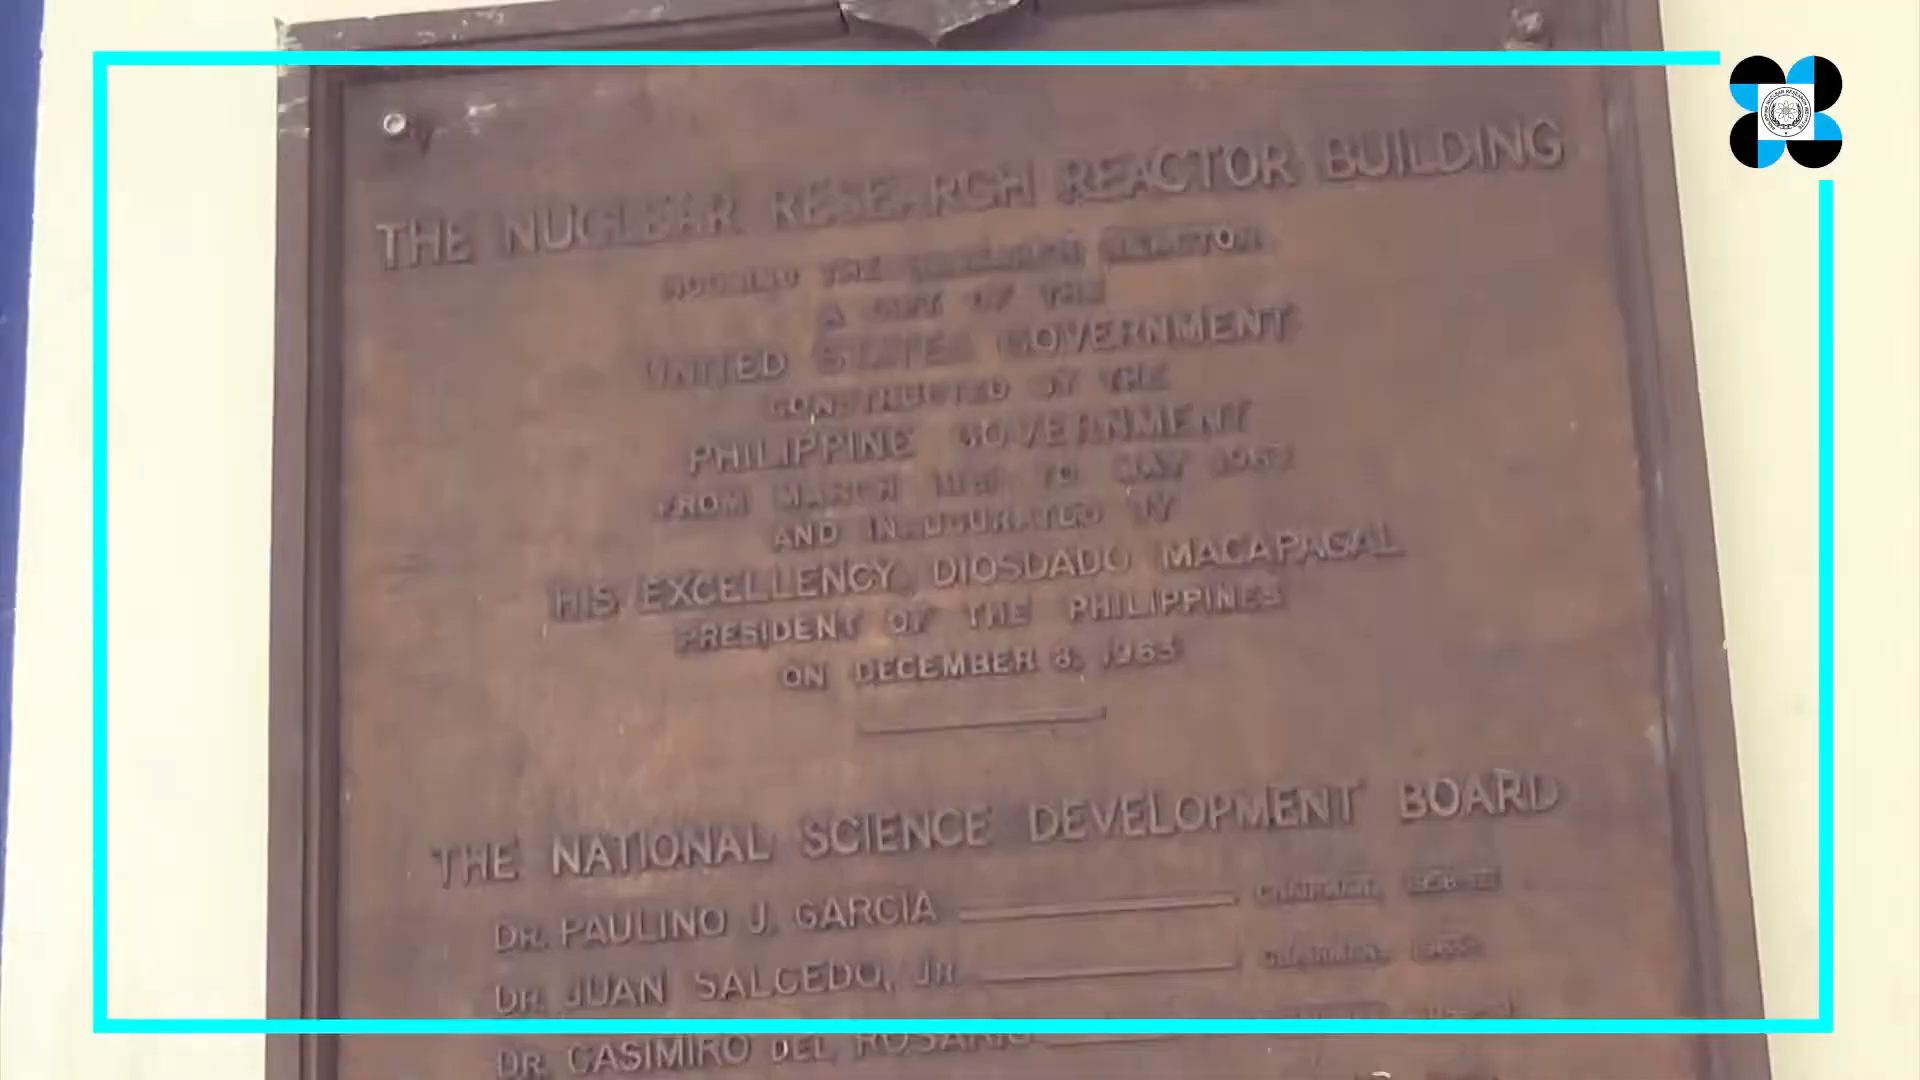 THE NUCLEAR RESEARCH REACTOR BUILDING
HOUSING THE RESEARCH REACTOR
A GIFT OF THE
UNITED STATES GOVERNMENT
CONSTRUCTED BY THE
PHILIPPINE GOVERNMENT
FROM MARCH TO MAY
AND INAUGURATED BY
HIS EXCELLENCY, DIOSDADO MACAPAGAL
PRESIDENT OF THE PHILIPPINES
ON DECEMBER 8, 1963
THE NATIONAL SCIENCE DEVELOPMENT BOARD
DR. PAULINO J. GARCIA CHAIRMAN,
DR. JUAN SALCEDO, JR. CHAIRMAN,
DR. CASIMIRO DEL ROSARIO